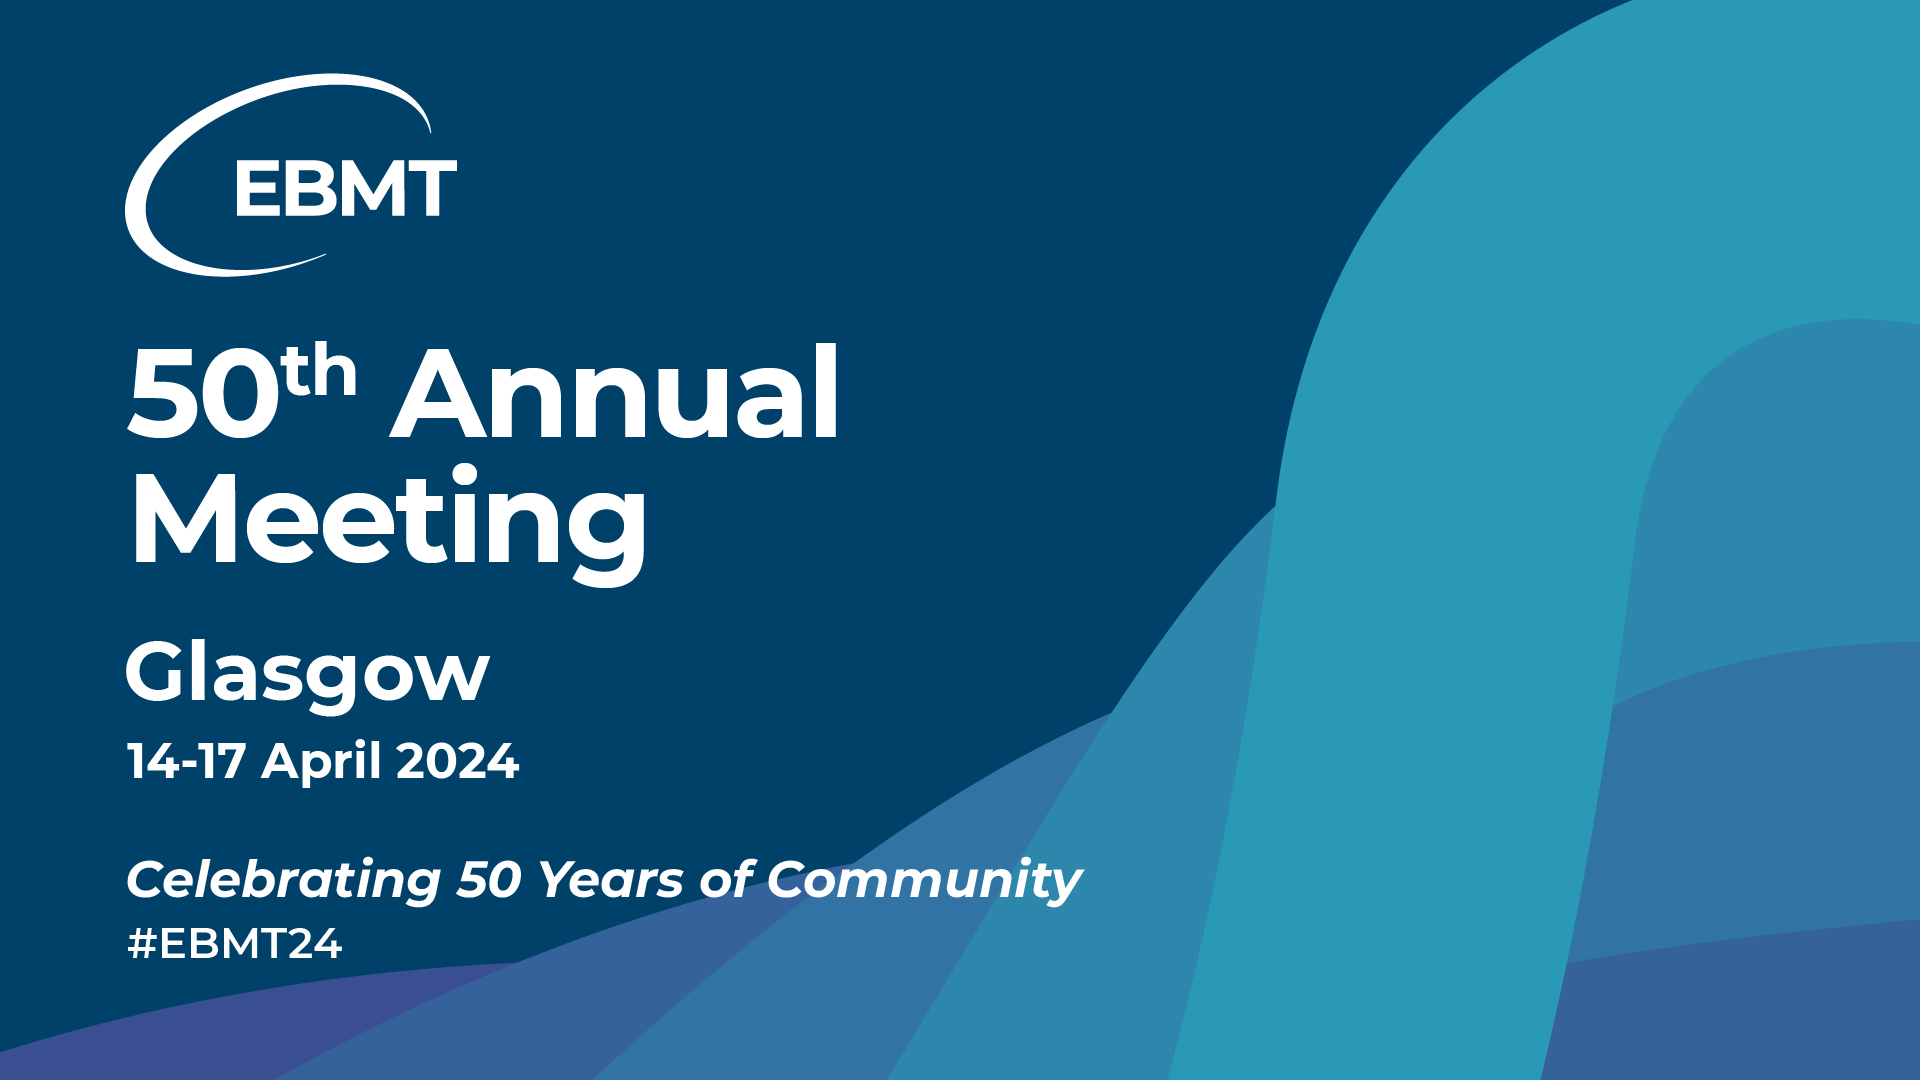 EBMT
50th Annual
Meeting
Glasgow
14-17 April 2024
Celebrating 50 Years of Community
#EBMT24